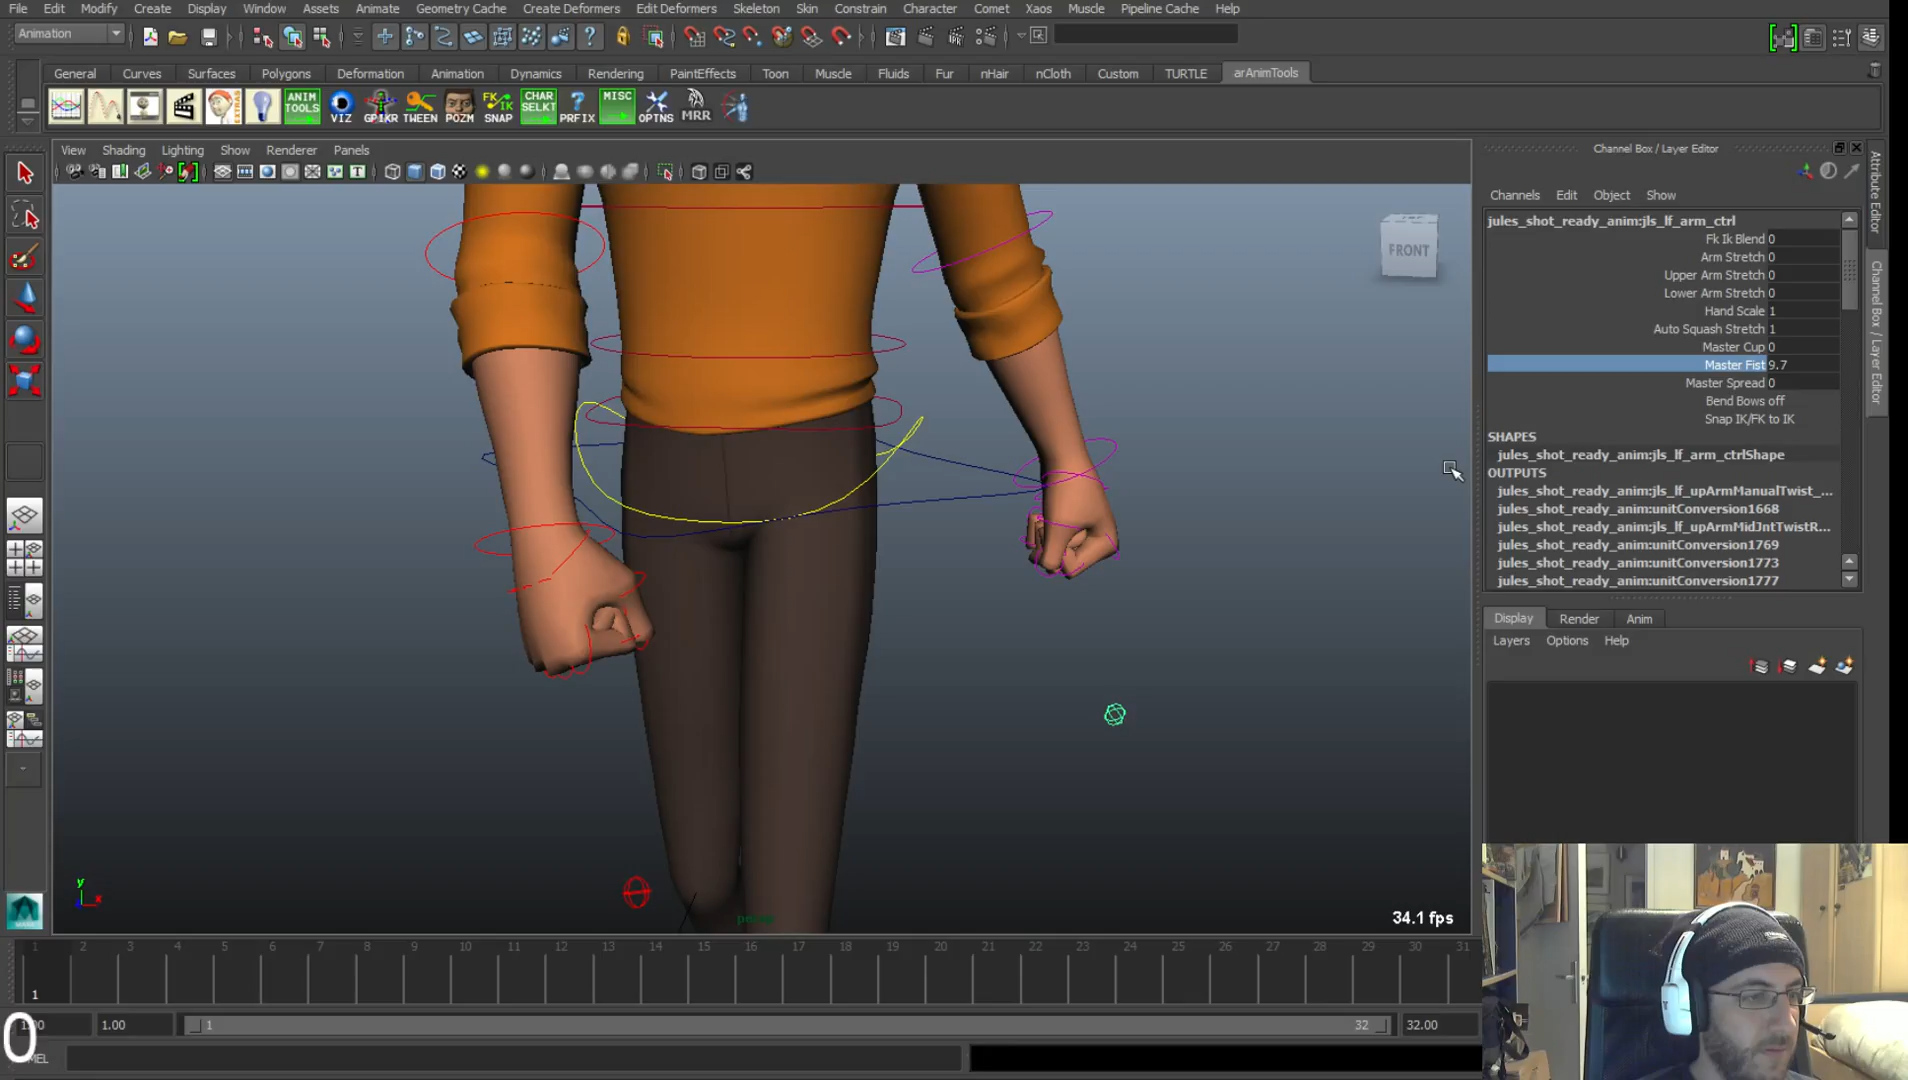 File Edit Modify Create Display Window Assets Animate Geometry Cache Create Deformers Edit Deformers Skeleton Skin Constrain Character Comet Xaos Muscle Pipeline Cache Help
Animation
General Curves Surfaces Polygons Deformation Animation Dynamics Rendering PaintEffects Toon Muscle Fluids Fur nHair nCloth Custom TURTLE arAnimTools
ANIM TOOLS VIZ GPIKR TWEEN POZM FK IK SNAP CHAR SELKT PRFIX MISC OPTNS MRR
View Shading Lighting Show Renderer Panels
FRONT
34.1 fps
Channel Box / Layer Editor
Channels Edit Object Show
jules_shot_ready_anim:jls_lf_arm_ctrl
Fk Ik Blend 0
Arm Stretch 0
Upper Arm Stretch 0
Lower Arm Stretch 0
Hand Scale 1
Auto Squash Stretch 1
Master Cup 0
Master Fist 9.7
Master Spread 0
Bend Bows off
Snap IK/FK to IK
SHAPES
jules_shot_ready_anim:jls_lf_arm_ctrlShape
OUTPUTS
jules_shot_ready_anim:jls_lf_upArmManualTwist_...
jules_shot_ready_anim:unitConversion1668
jules_shot_ready_anim:jls_lf_upArmMidJntTwistR...
jules_shot_ready_anim:unitConversion1769
jules_shot_ready_anim:unitConversion1773
jules_shot_ready_anim:unitConversion1777
Display Render Anim
Layers Options Help
Attribute Editor
Channel Box / Layer Editor
y
x
1 2 3 4 5 6 7 8 9 10 11 12 13 14 15 16 17 18 19 20 21 22 23 24 25 26 27 28 29 30 31
1
1.00 1 32 32.00
0